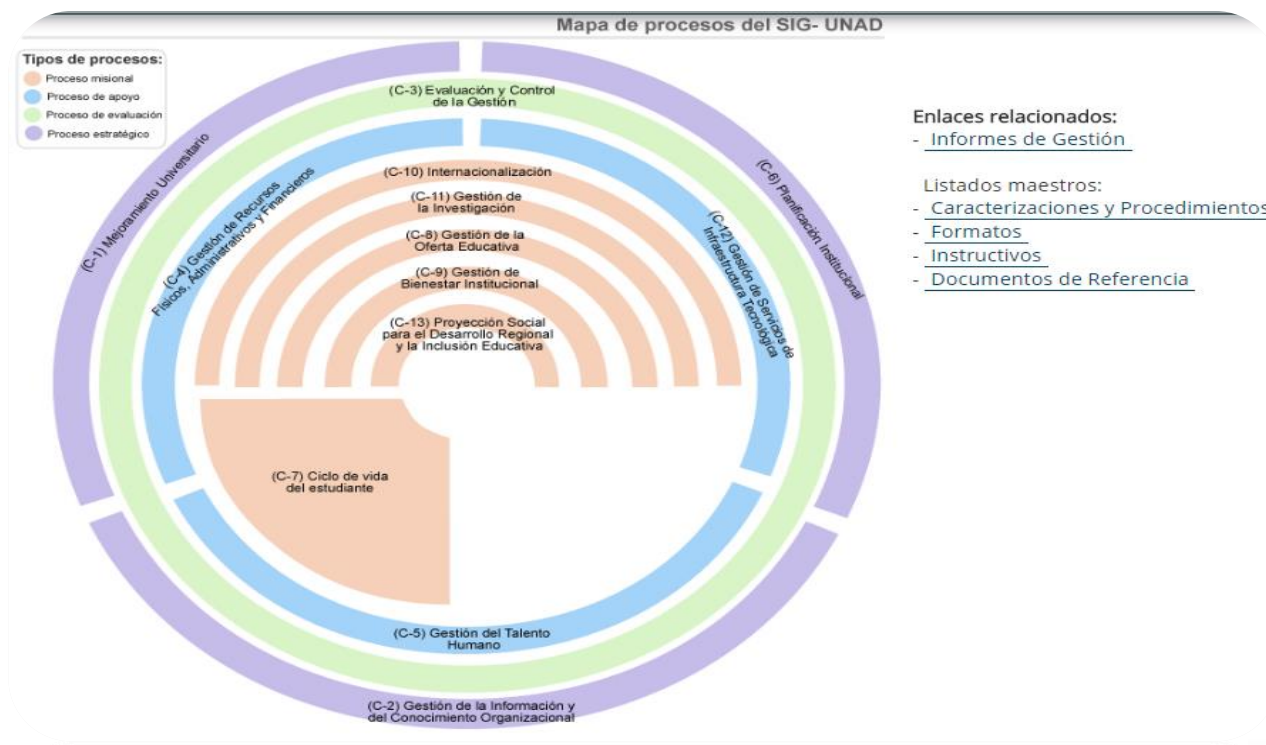 Mapa de procesos del SIG- UNAD
Tipos de procesos:
Proceso misional
Proceso de apoyo
Proceso de evaluación
Proceso estratégico
(C-3) Evaluación y Control
de la Gestión
(C-1) Mejoramiento Universitario
(C-6) Planificación Institucional
(C-4) Gestión de Recursos
Físicos, Administrativos y Financieros
(C-12) Gestión de Servicios de
Infraestructura Tecnológica
(C-10) Internacionalización
(C-11) Gestión de
la Investigación
(C-8) Gestión de la
Oferta Educativa
(C-9) Gestión de
Bienestar Institucional
(C-13) Proyección Social
para el Desarrollo Regional
y la Inclusión Educativa
(C-7) Ciclo de vida
del estudiante
(C-5) Gestión del Talento
Humano
(C-2) Gestión de la Información y
del Conocimiento Organizacional
Enlaces relacionados:
- Informes de Gestión
Listados maestros:
- Caracterizaciones y Procedimientos
- Formatos
- Instructivos
- Documentos de Referencia